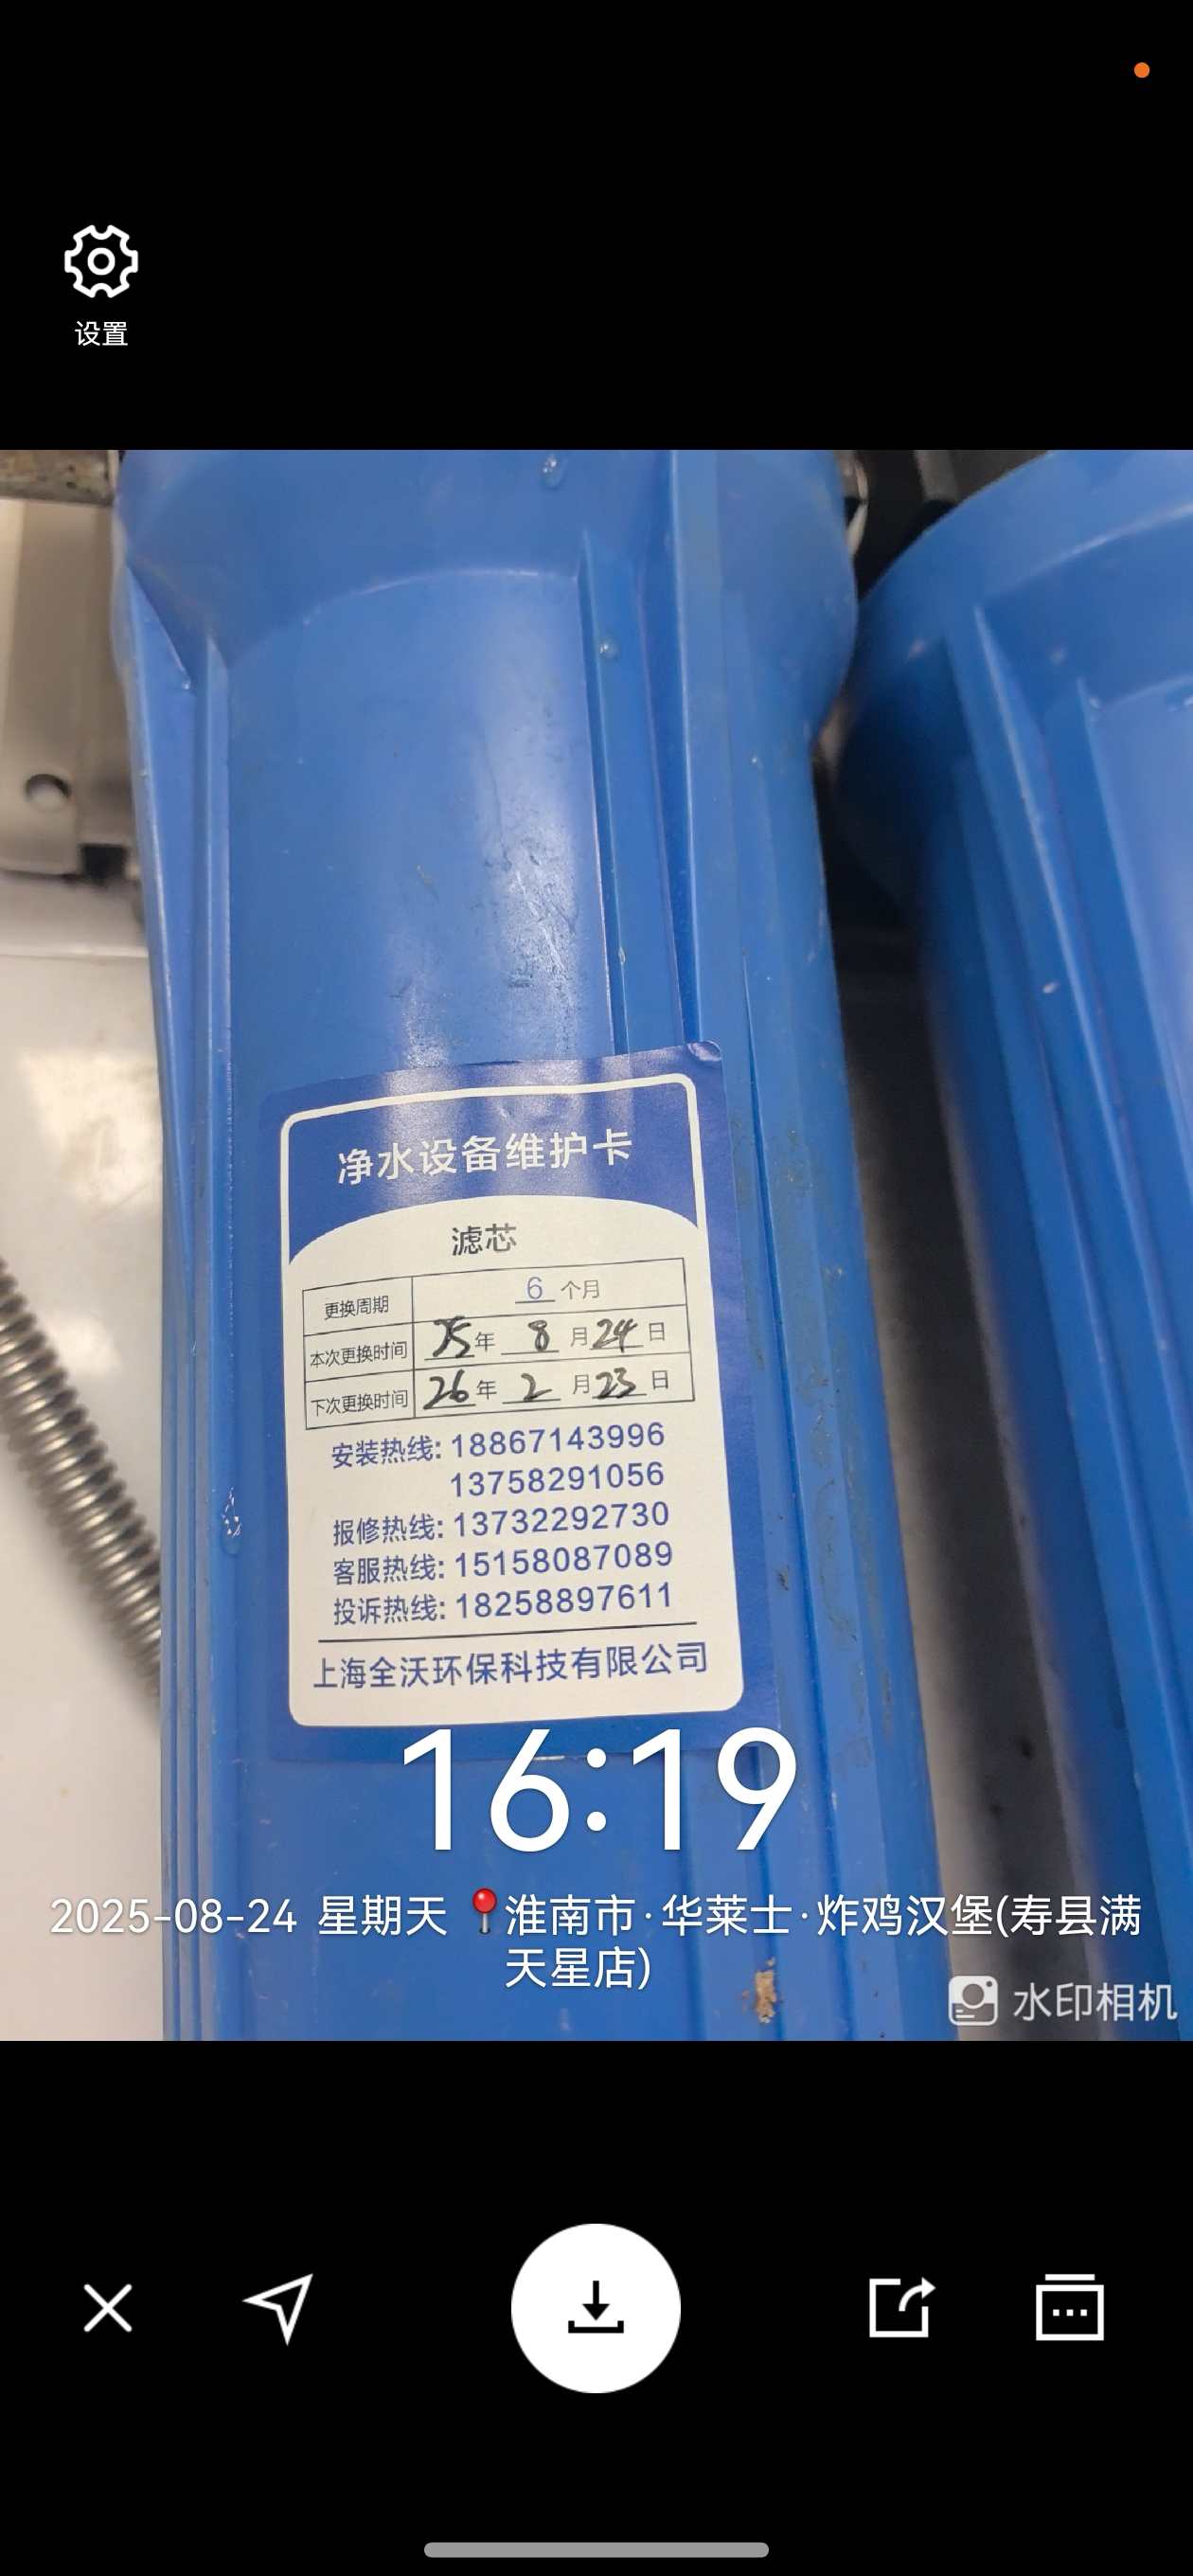 设置
净水设备维护卡
滤芯
更换周期 6 个月
本次更换时间 25年 8 月24日
下次更换时间 26年 2 月23日
安装热线: 18867143996
13758291056
报修热线: 13732292730
客服热线: 15158087089
投诉热线: 18258897611
上海全沃环保科技有限公司
16:19
2025-08-24 星期天 📍淮南市·华莱士·炸鸡汉堡(寿县满
天星店)
水印相机